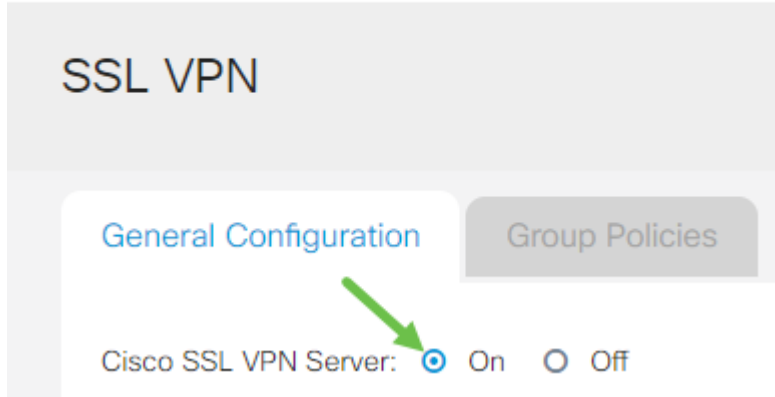 SSL VPN
General Configuration Group Policies
Cisco SSL VPN Server: On Off